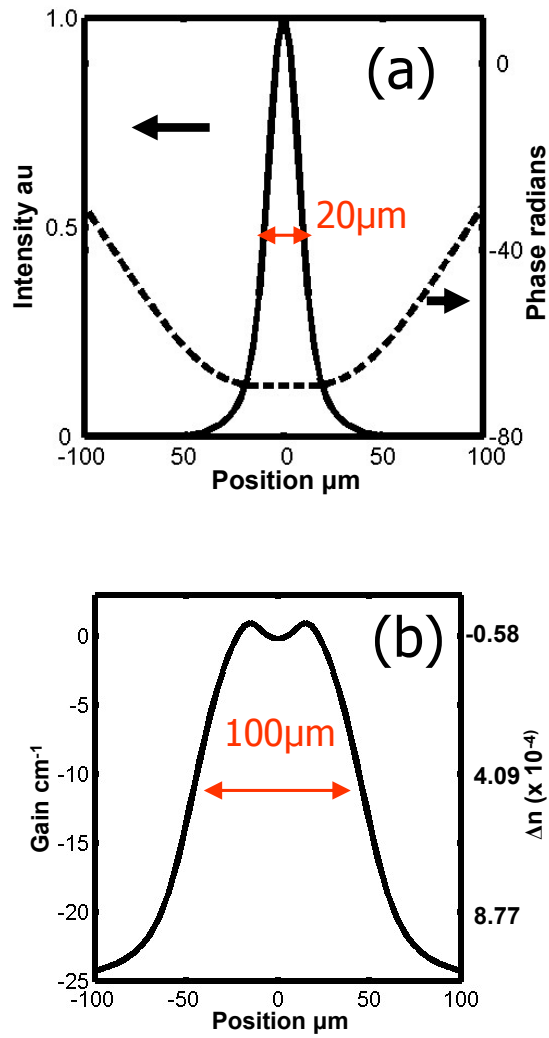 (a)
1.0
0.5
0
Intensity au
0
-40
-80
Phase radians
20µm
-100
50
0
50
100
Position µm
(b)
0
-5
-10
-15
-20
-25
Gain cm-1
-0.58
4.09
8.77
Δn (x 10-4)
100µm
-100
-50
0
50
100
Position µm